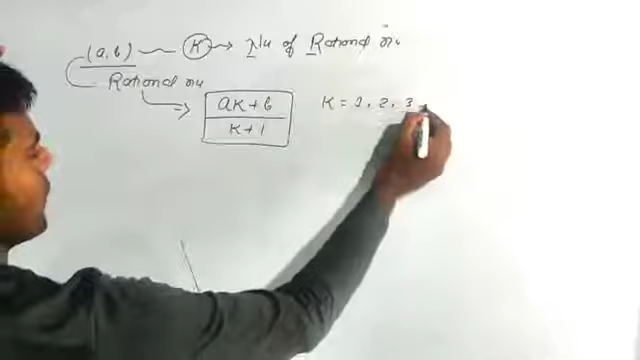 (a, b) — K → No of Rational no
Rational no
→ aK + b K = 1, 2, 3,
K + 1